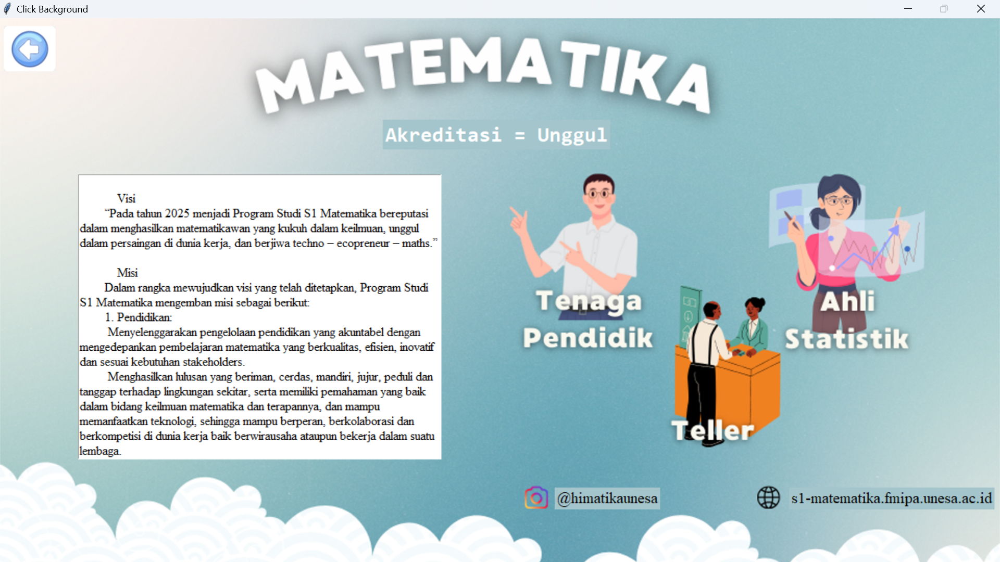 Click Background
MATEMATIKA
Akreditasi = Unggul
Visi
“Pada tahun 2025 menjadi Program Studi S1 Matematika bereputasi
dalam menghasilkan matematikawan yang kukuh dalam keilmuan, unggul
dalam persaingan di dunia kerja, dan berjiwa techno – ecopreneur – maths.”
Misi
Dalam rangka mewujudkan visi yang telah ditetapkan, Program Studi
S1 Matematika mengemban misi sebagai berikut:
1. Pendidikan:
Menyelenggarakan pengelolaan pendidikan yang akuntabel dengan
mengedepankan pembelajaran matematika yang berkualitas, efisien, inovatif
dan sesuai kebutuhan stakeholders.
Menghasilkan lulusan yang beriman, cerdas, mandiri, jujur, peduli dan
tanggap terhadap lingkungan sekitar, serta memiliki pemahaman yang baik
dalam bidang keilmuan matematika dan terapannya, dan mampu
memanfaatkan teknologi, sehingga mampu berperan, berkolaborasi dan
berkompetisi di dunia kerja baik berwirausaha ataupun bekerja dalam suatu
lembaga.
Tenaga
Pendidik
Ahli
Statistik
Teller
@himatikaunesa
s1-matematika.fmipa.unesa.ac.id